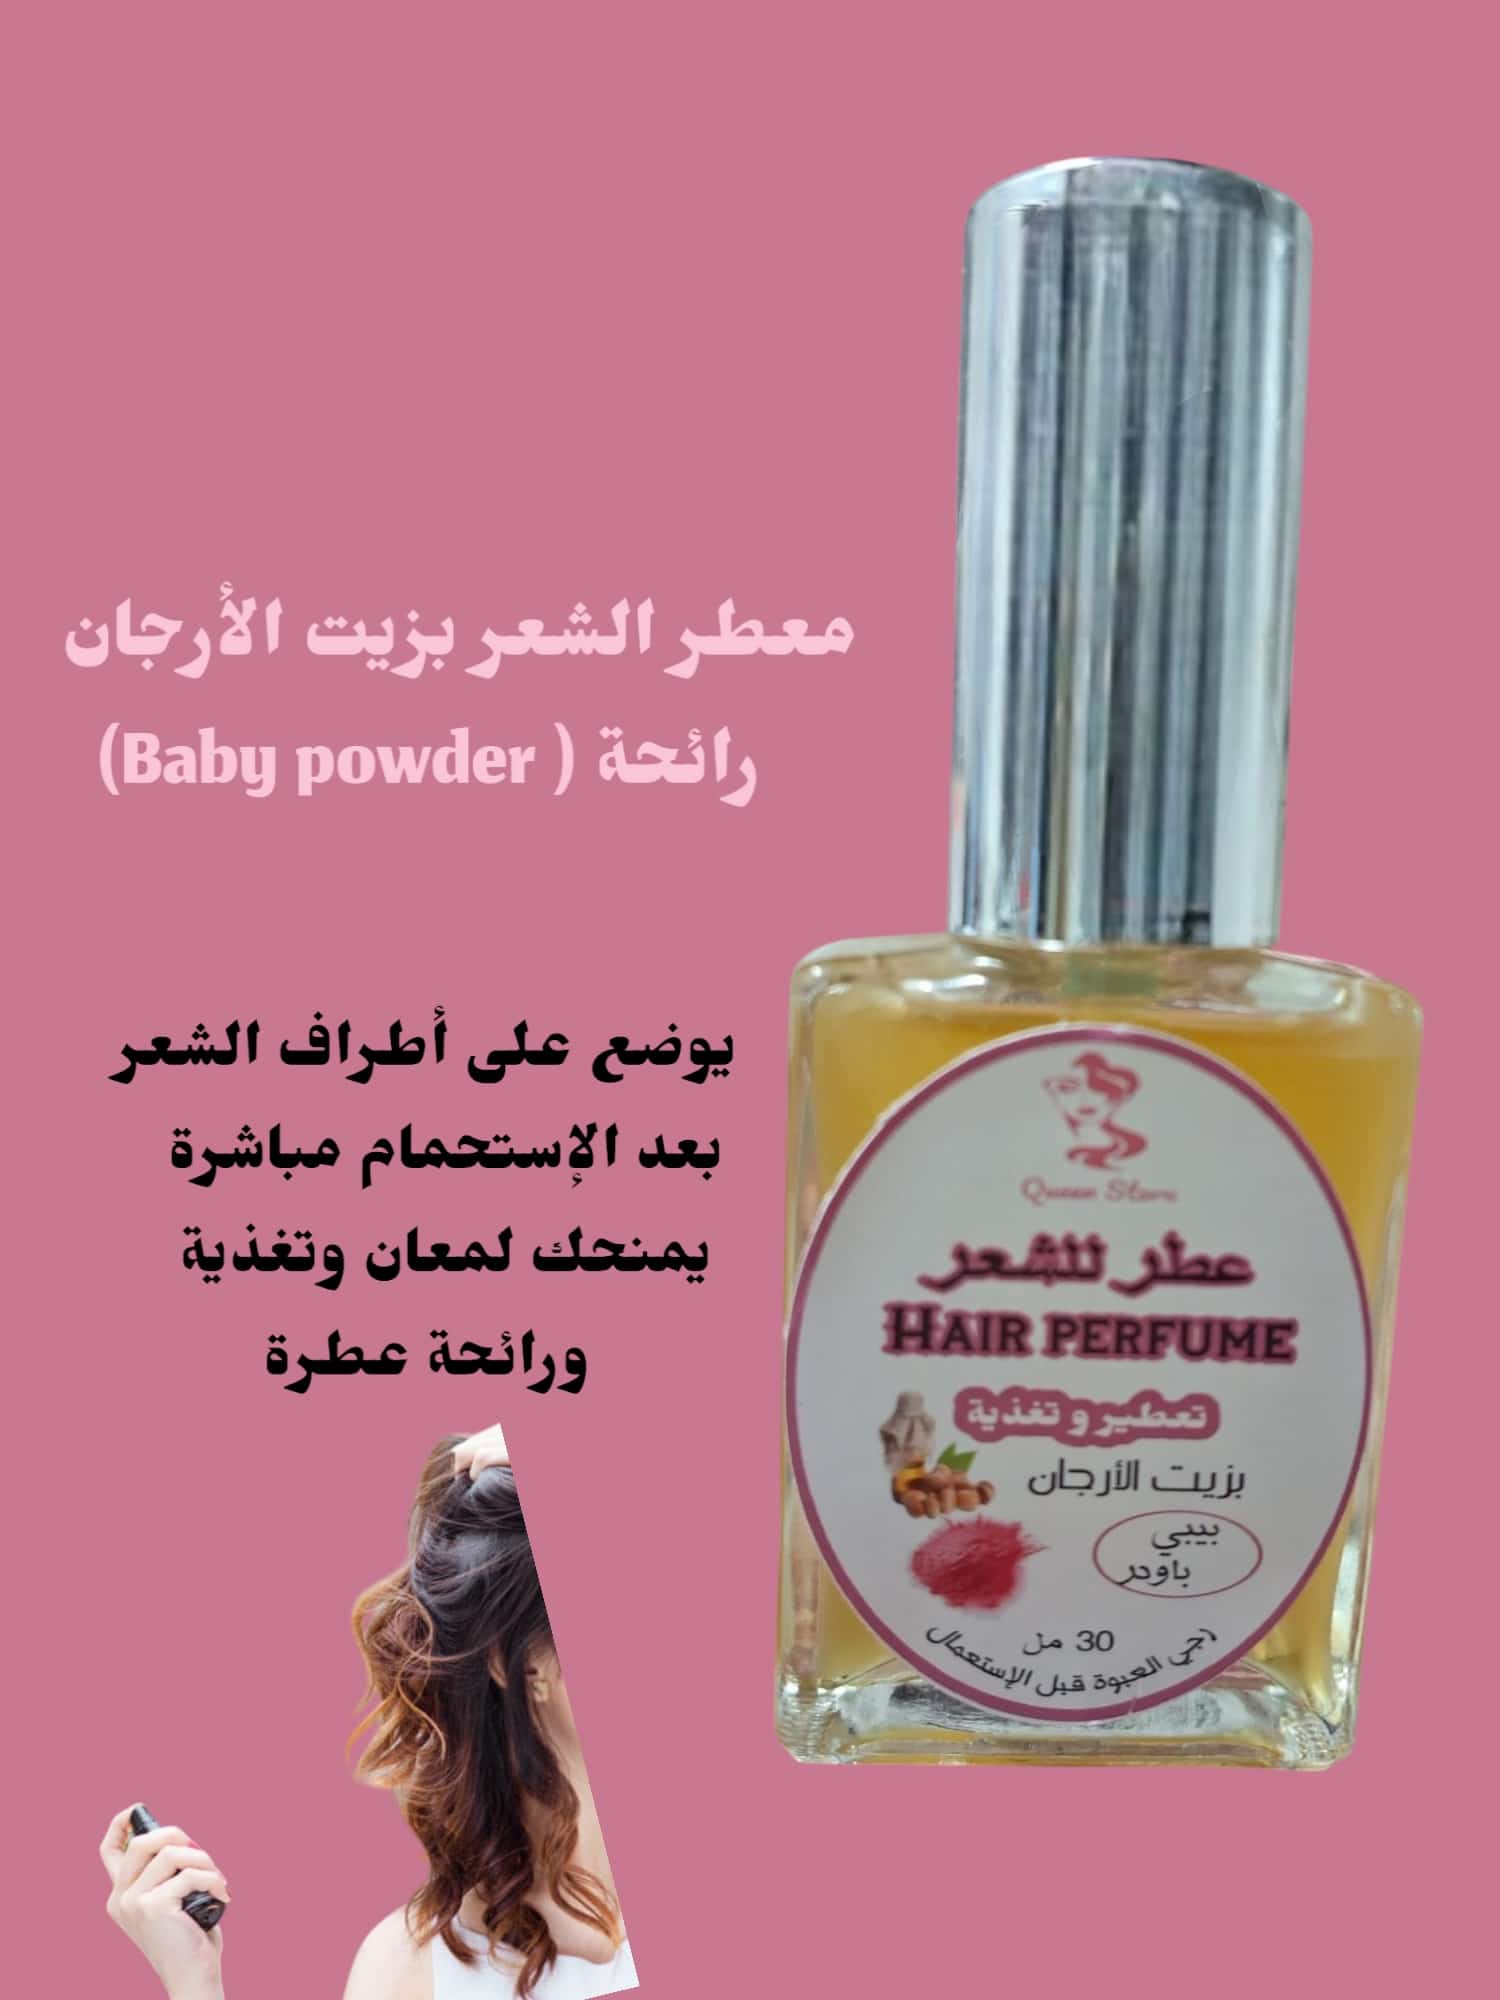 معطر الشعر بزيت الأرجان
رائحة ( Baby powder)
يوضع على أطراف الشعر
بعد الإستحمام مباشرة
يمنحك لمعان وتغذية
ورائحة عطرة
Queen Store
عطر للشعر
HAIR PERFUME
تعطير و تغذية
بزيت الأرجان
بيبي
باودر
30 مل
رجي العبوة قبل الإستعمال